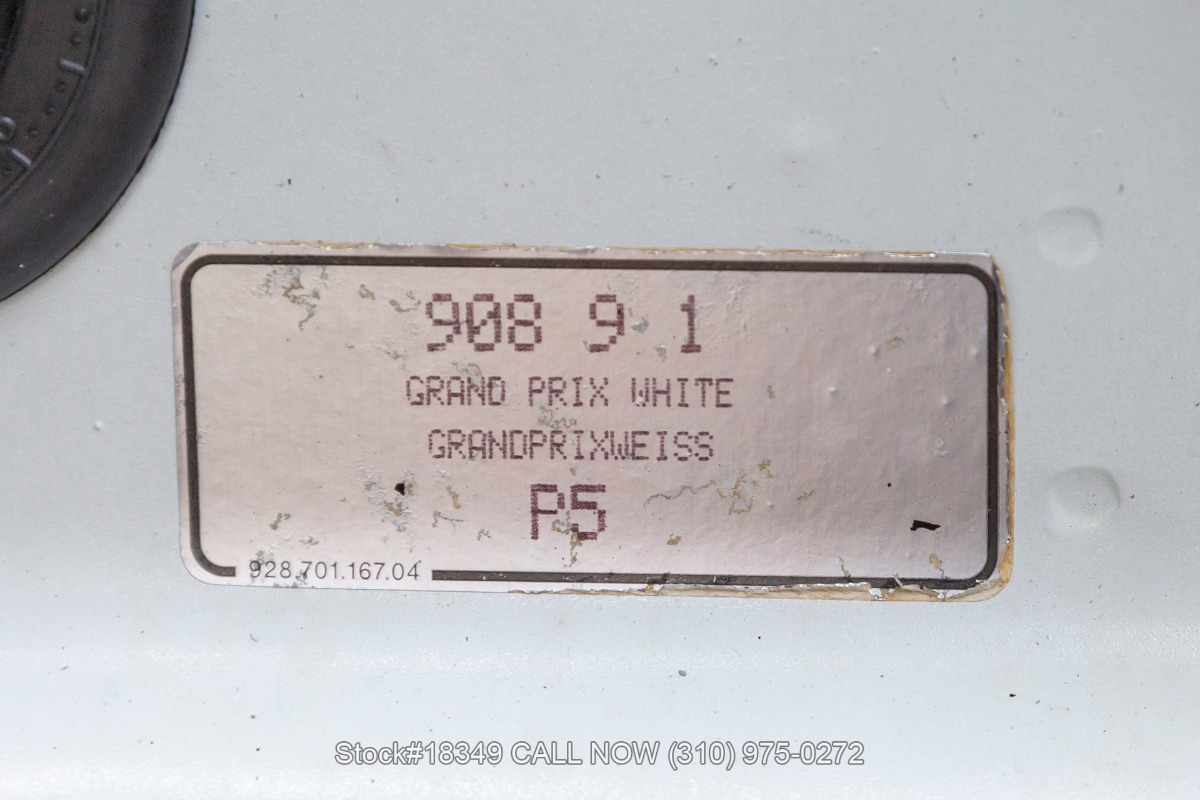 908 9 1
GRAND PRIX WHITE
GRANDPRIXWEISS
P5
928.701.167.04
Stock#18349 CALL NOW (310) 975-0272